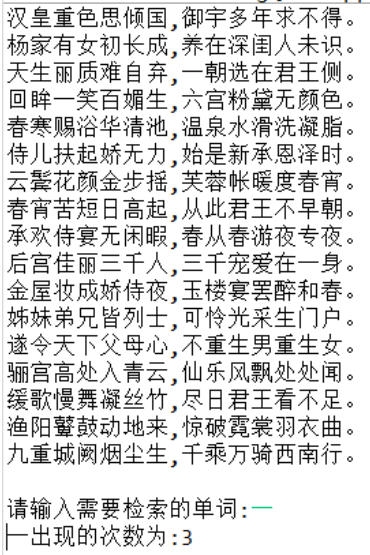 汉皇重色思倾国,御宇多年求不得。
杨家有女初长成,养在深闺人未识。
天生丽质难自弃,一朝选在君王侧。
回眸一笑百媚生,六宫粉黛无颜色。
春寒赐浴华清池,温泉水滑洗凝脂。
侍儿扶起娇无力,始是新承恩泽时。
云鬓花颜金步摇,芙蓉帐暖度春宵。
春宵苦短日高起,从此君王不早朝。
承欢侍宴无闲暇,春从春游夜专夜。
后宫佳丽三千人,三千宠爱在一身。
金屋妆成娇侍夜,玉楼宴罢醉和春。
姊妹弟兄皆列士,可怜光采生门户。
遂令天下父母心,不重生男重生女。
骊宫高处入青云,仙乐风飘处处闻。
缓歌慢舞凝丝竹,尽日君王看不足。
渔阳鼙鼓动地来,惊破霓裳羽衣曲。
九重城阙烟尘生,千乘万骑西南行。
请输入需要检索的单词:一
一出现的次数为:3